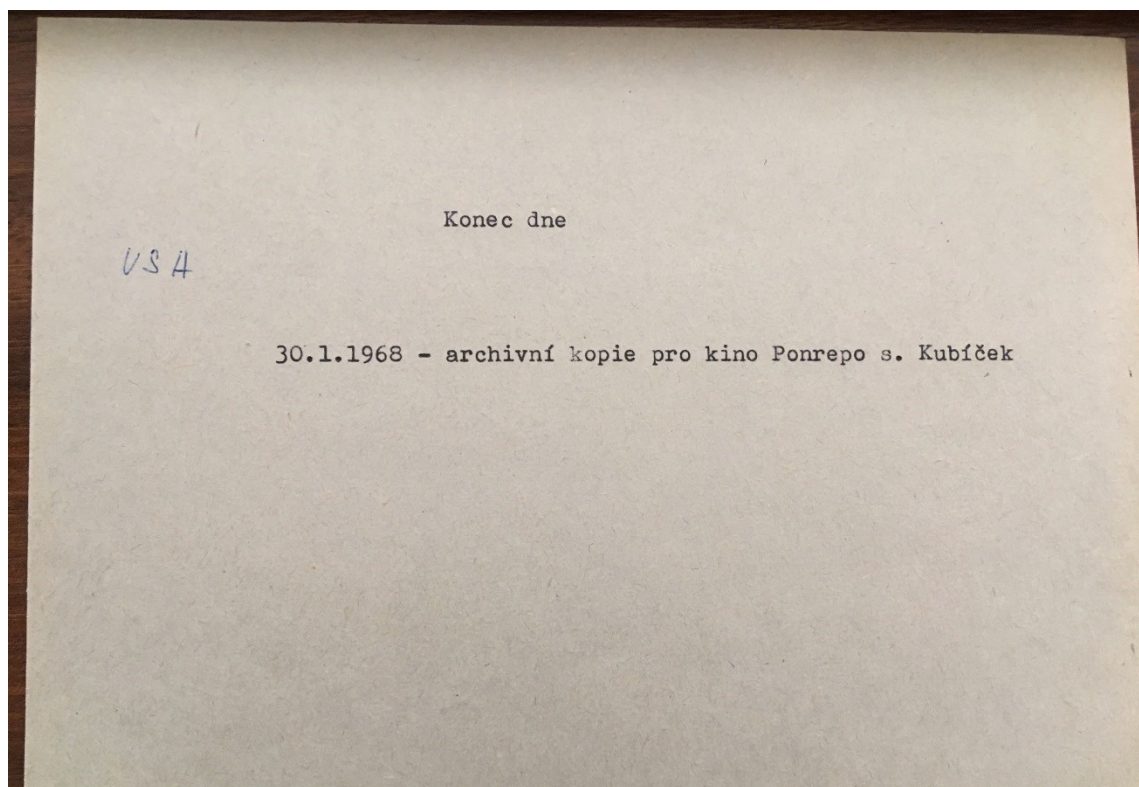 Konec dne
USA
30.1.1968 - archivní kopie pro kino Ponrepo s. Kubíček